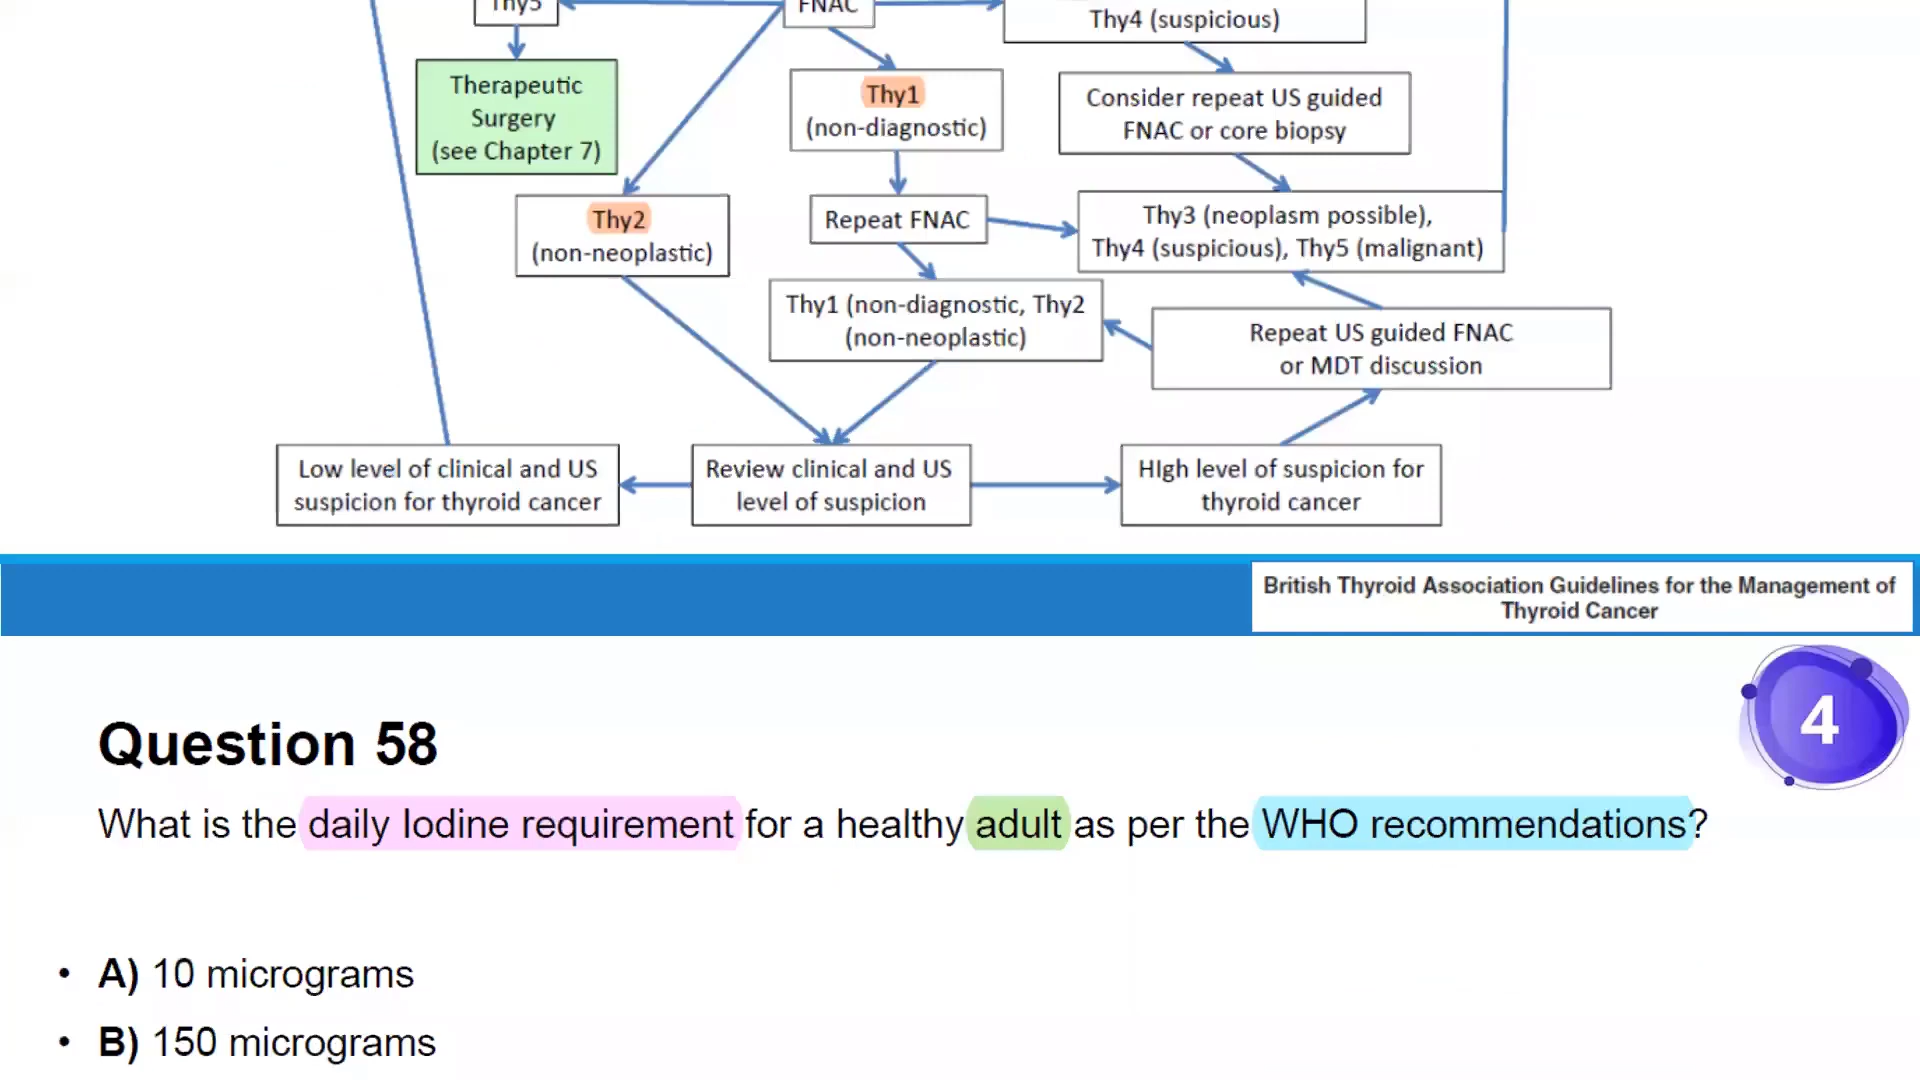 Thy5
FNAC
Thy4 (suspicious)
Therapeutic
Surgery
(see Chapter 7)
Thy1
(non-diagnostic)
Consider repeat US guided
FNAC or core biopsy
Thy2
(non-neoplastic)
Repeat FNAC
Thy3 (neoplasm possible),
Thy4 (suspicious), Thy5 (malignant)
Thy1 (non-diagnostic, Thy2
(non-neoplastic)
Repeat US guided FNAC
or MDT discussion
Low level of clinical and US
suspicion for thyroid cancer
Review clinical and US
level of suspicion
HIgh level of suspicion for
thyroid cancer
British Thyroid Association Guidelines for the Management of
Thyroid Cancer
4
Question 58
What is the daily Iodine requirement for a healthy adult as per the WHO recommendations?
• A) 10 micrograms
• B) 150 micrograms